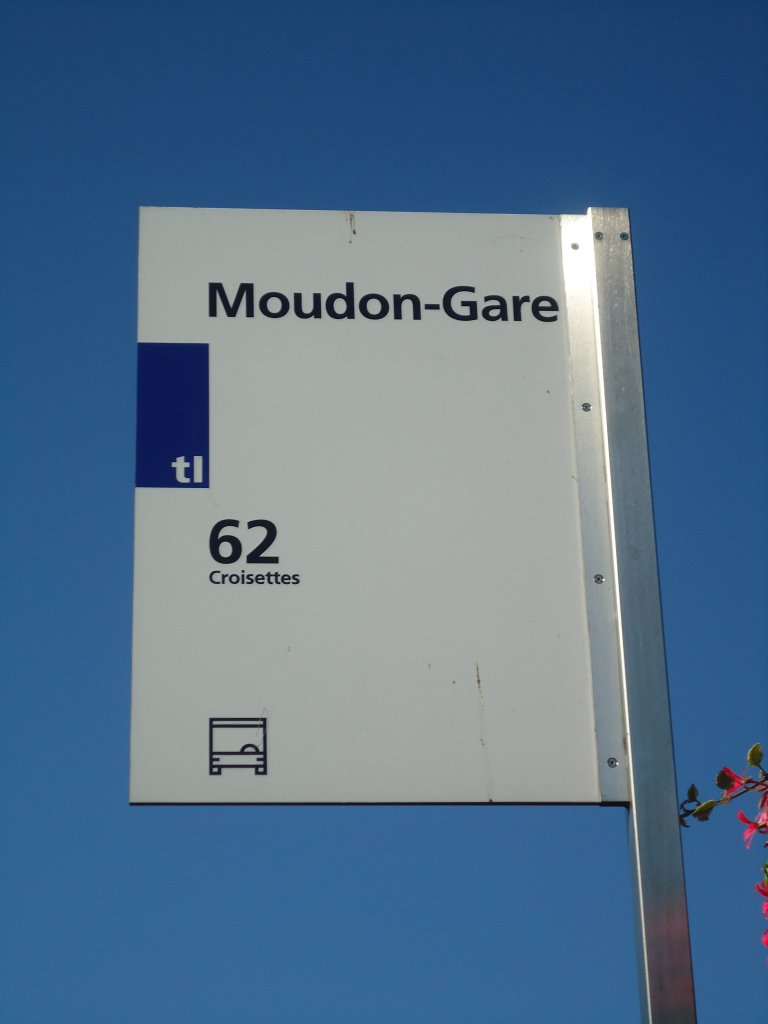 Moudon-Gare
tl
62
Croisettes